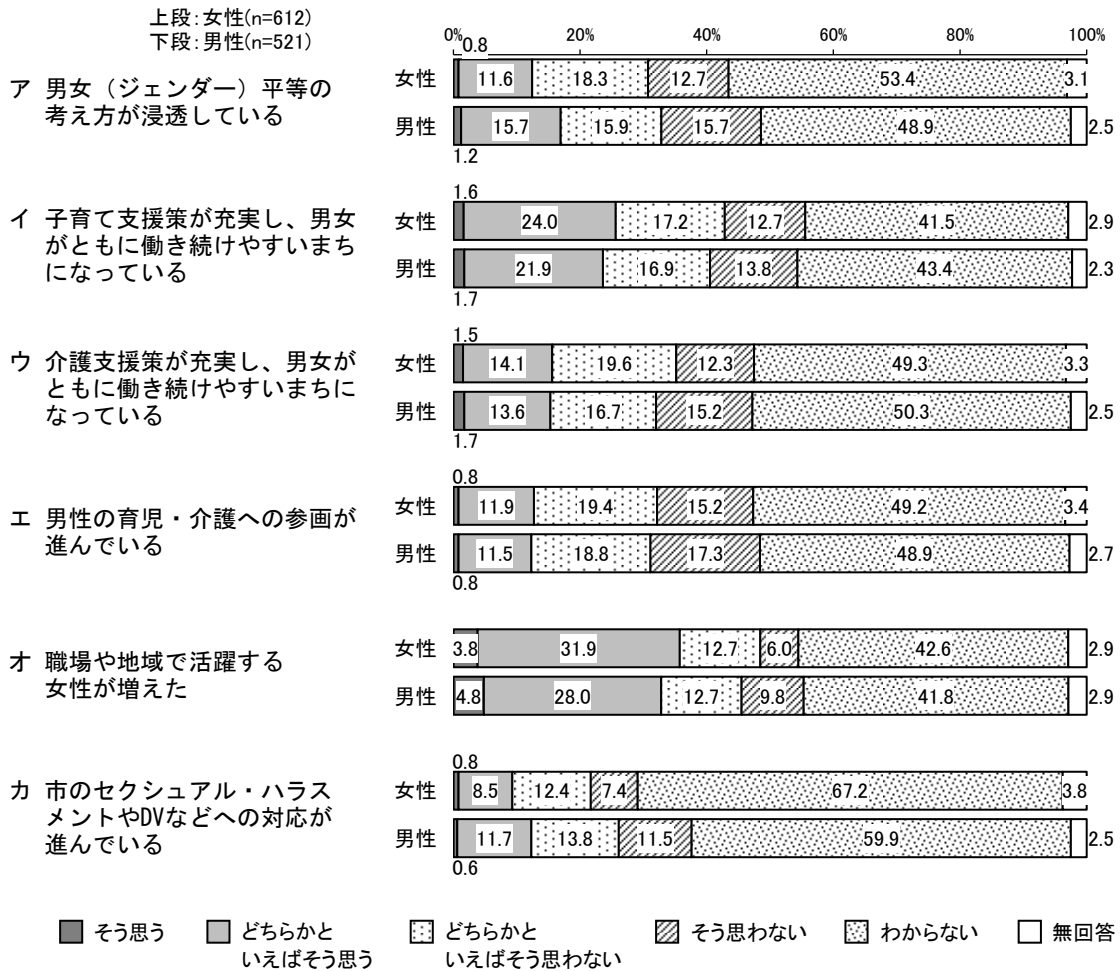 上段:女性(n=612)
下段:男性(n=521)
0% 20% 40% 60% 80% 100%
ア 男女(ジェンダー)平等の
考え方が浸透している
0.8
女性 11.6 18.3 12.7 53.4 3.1
男性 15.7 15.9 15.7 48.9 2.5
1.2
イ 子育て支援策が充実し、男女
がともに働き続けやすいまち
になっている
1.6
女性 24.0 17.2 12.7 41.5 2.9
男性 21.9 16.9 13.8 43.4 2.3
1.7
ウ 介護支援策が充実し、男女が
ともに働き続けやすいまちに
なっている
1.5
女性 14.1 19.6 12.3 49.3 3.3
男性 13.6 16.7 15.2 50.3 2.5
1.7
エ 男性の育児・介護への参画が
進んでいる
0.8
女性 11.9 19.4 15.2 49.2 3.4
男性 11.5 18.8 17.3 48.9 2.7
0.8
オ 職場や地域で活躍する
女性が増えた
女性 3.8 31.9 12.7 6.0 42.6 2.9
男性 4.8 28.0 12.7 9.8 41.8 2.9
カ 市のセクシュアル・ハラス
メントやDVなどへの対応が
進んでいる
0.8
女性 8.5 12.4 7.4 67.2 3.8
男性 11.7 13.8 11.5 59.9 2.5
0.6
そう思う
どちらかと
いえばそう思う
どちらかと
いえばそう思わない
そう思わない
わからない
無回答